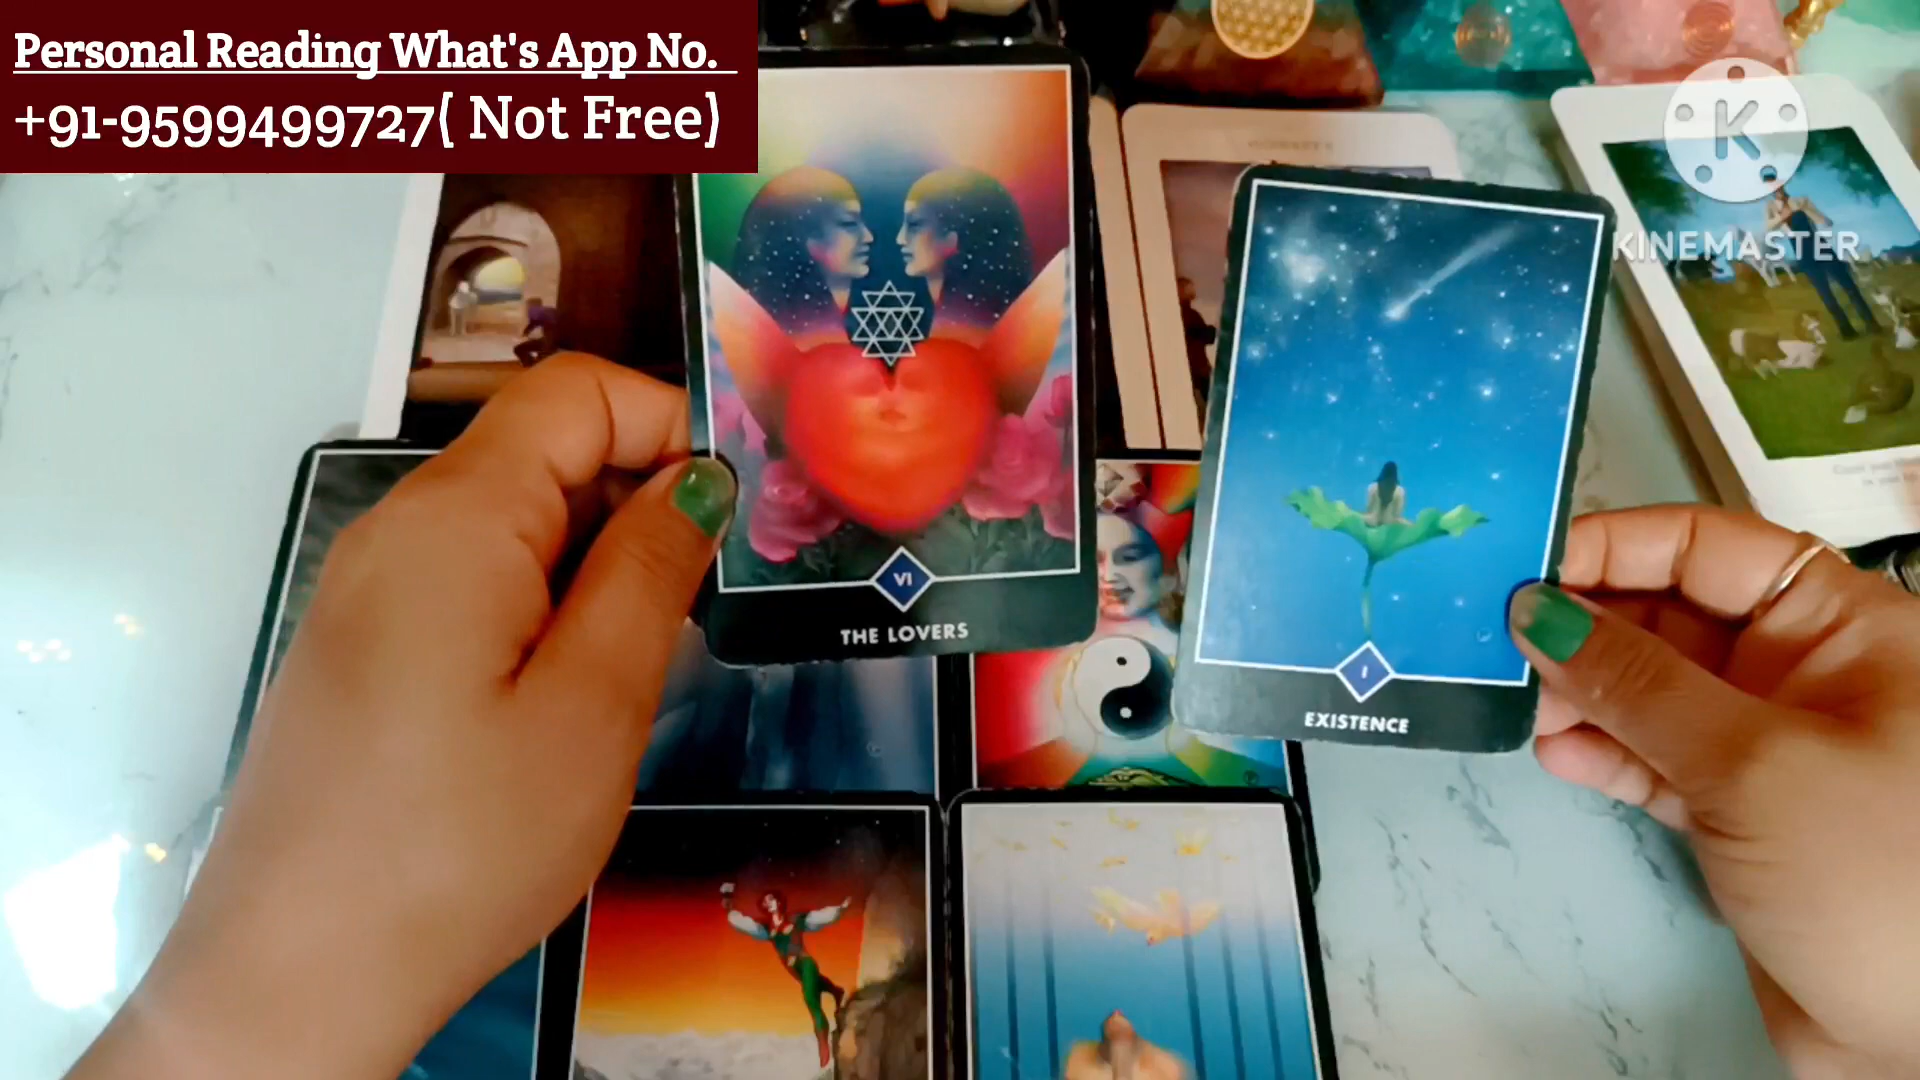 Personal Reading What's App No.
+91-9599499727( Not Free)
K
KINEMASTER
VI
THE LOVERS
I
EXISTENCE